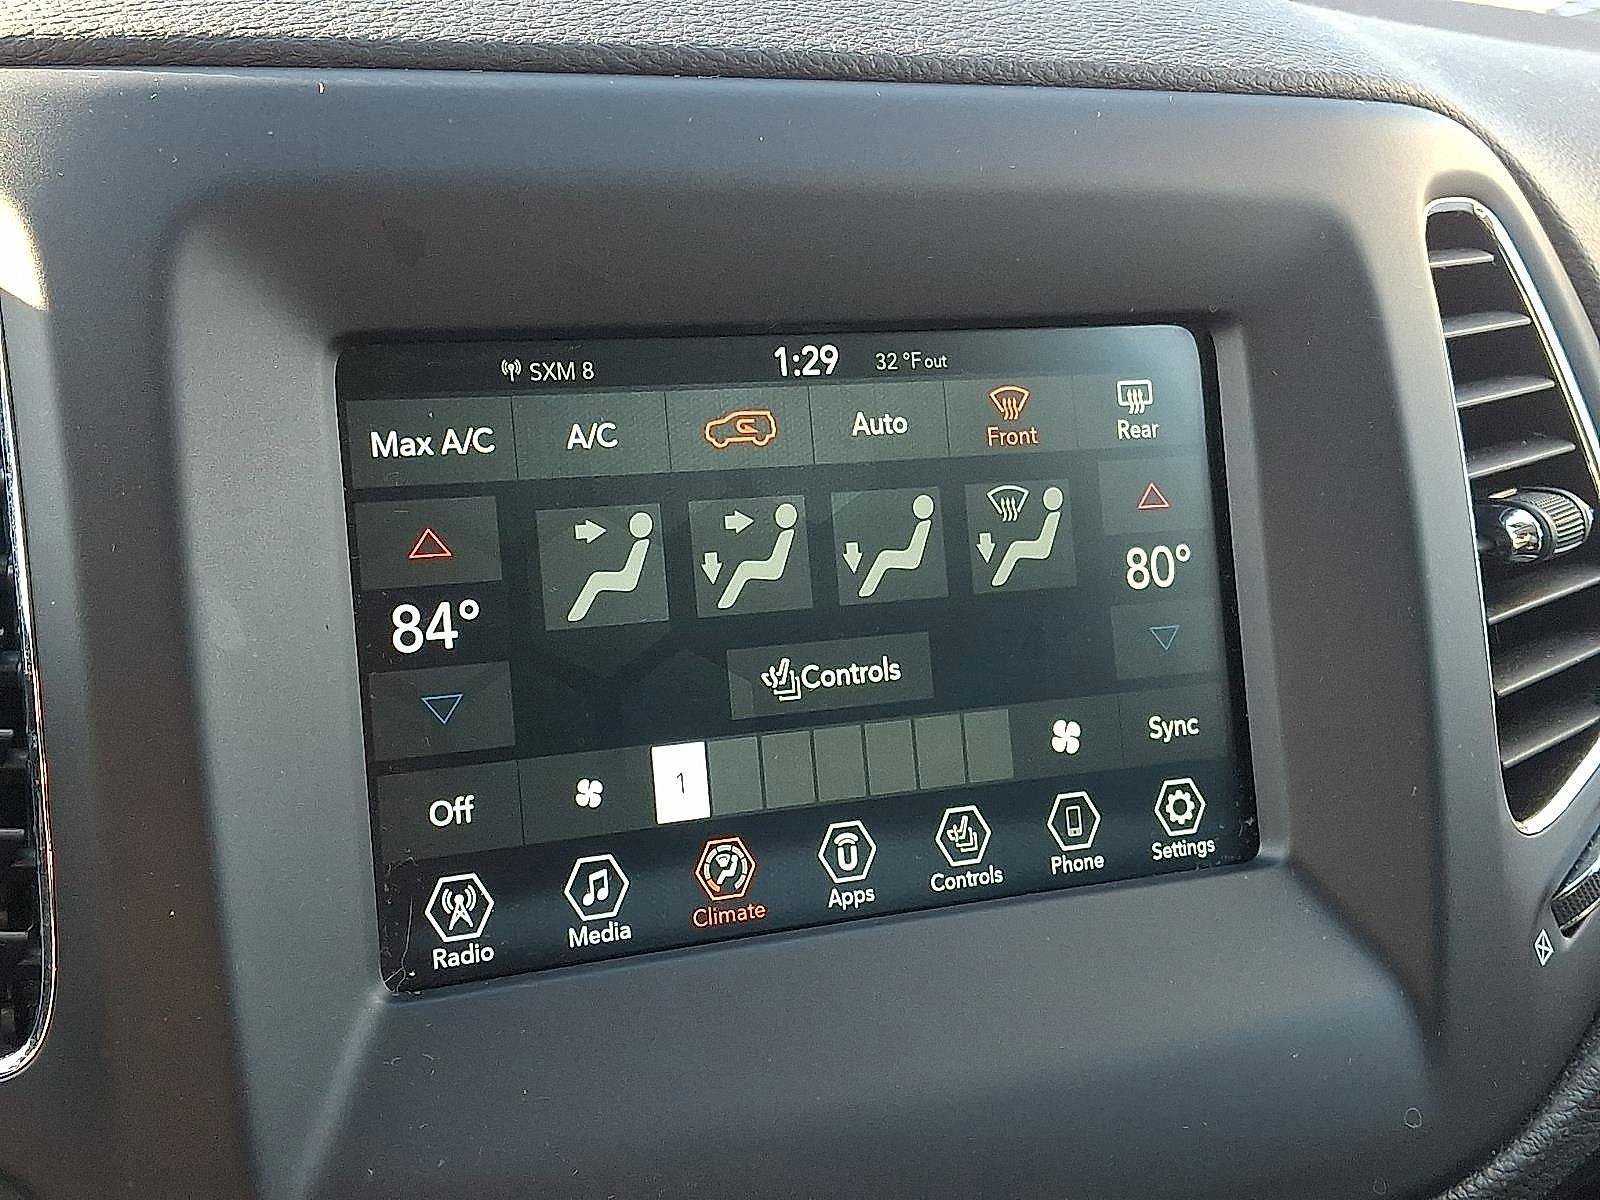 SXM 8 1:29 32 °F out
Max A/C A/C Auto Front Rear
84° 80°
Controls
Off 1 Sync
Radio Media Climate Apps Controls Phone Settings